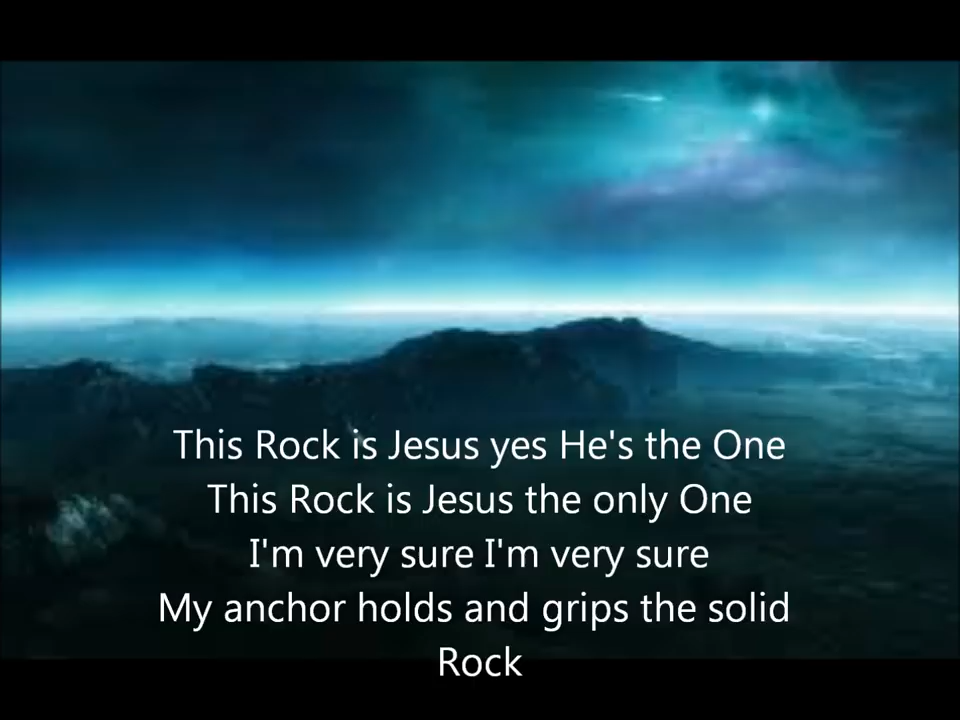 This Rock is Jesus yes He's the One
This Rock is Jesus the only One
I'm very sure I'm very sure
My anchor holds and grips the solid
Rock